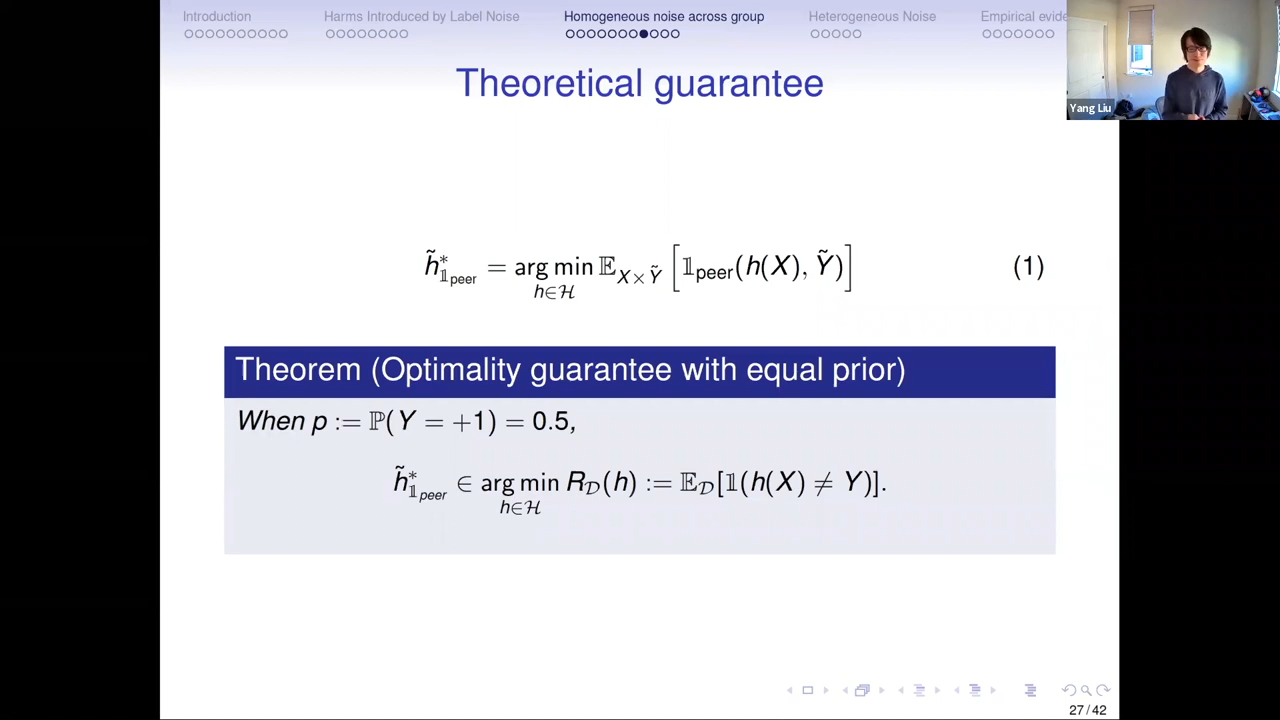 Introduction
Harms Introduced by Label Noise
Homogeneous noise across group
Heterogeneous Noise
Empirical evide
Yang Liu
Theoretical guarantee
h̃*_{𝟙peer} = arg min_{h∈ℋ} 𝔼_{X×Ỹ} [𝟙peer(h(X), Ỹ)] (1)
Theorem (Optimality guarantee with equal prior)
When p := ℙ(Y = +1) = 0.5,
h̃*_{𝟙peer} ∈ arg min_{h∈ℋ} R_𝒟(h) := 𝔼_𝒟[𝟙(h(X) ≠ Y)].
27 / 42